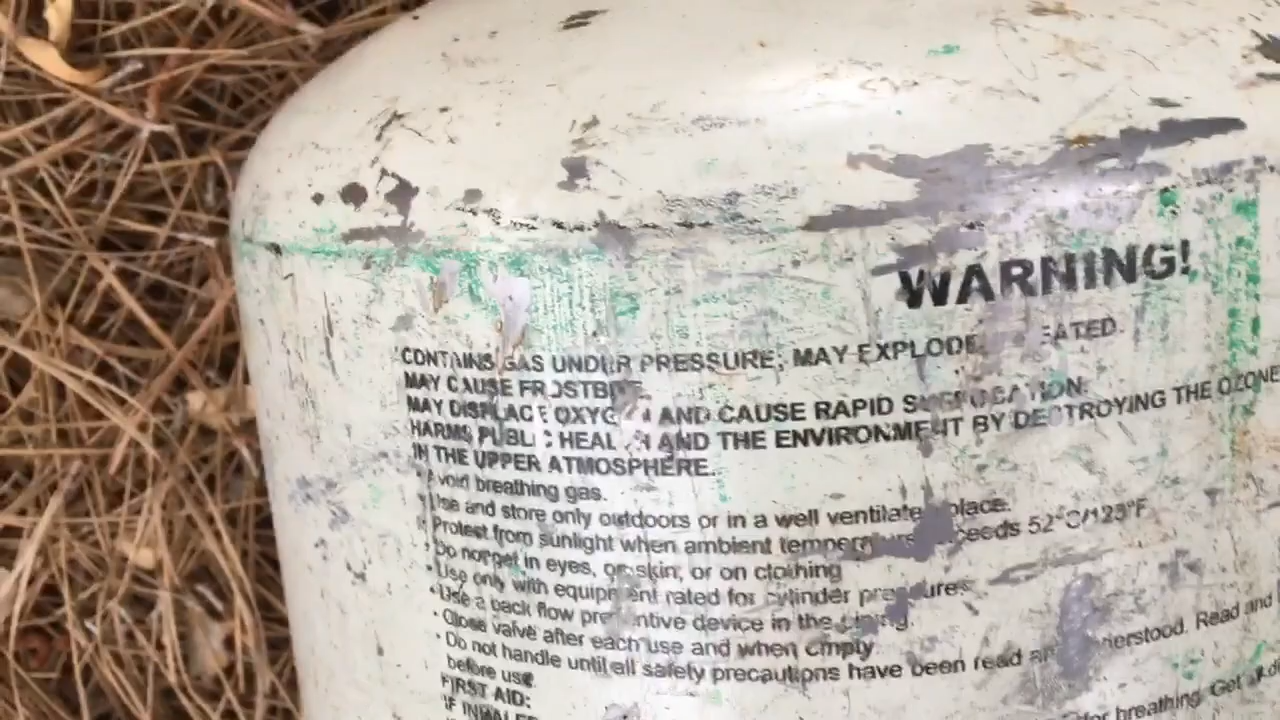 WARNING!
CONTAINS GAS UNDER PRESSURE; MAY EXPLODE EATED.
MAY CAUSE FROSTBITE
MAY DISPLACE OXYGEN AND CAUSE RAPID SUFFOCATION.
HARMS PUBLIC HEALTH AND THE ENVIRONMENT BY DESTROYING THE OZONE
IN THE UPPER ATMOSPHERE.
Avoid breathing gas.
Use and store only outdoors or in a well ventilated place.
• Protect from sunlight when ambient temperature exceeds 52°C/125°F
• Do not get in eyes, on skin, or on clothing
• Use only with equipment rated for cylinder pressures.
• Use a back flow preventive device in the piping.
• Close valve after each use and when empty.
• Do not handle until all safety precautions have been read and understood. Read and
before use.
FIRST AID:
IF INHALED
for breathing. Get